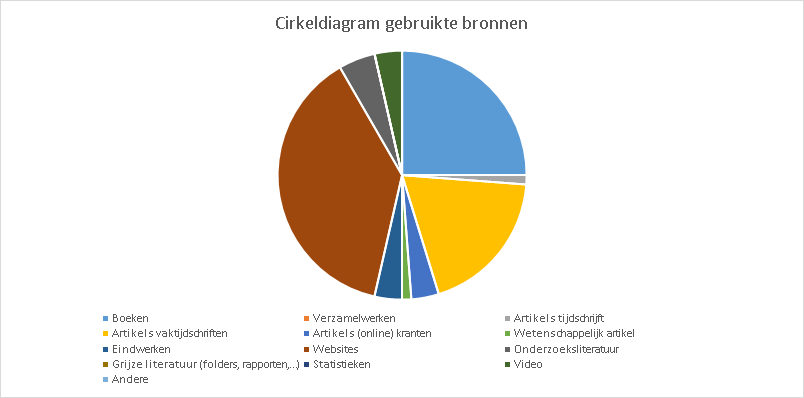 Cirkeldiagram gebruikte bronnen
Boeken Verzamelwerken Artikels tijdschrift
Artikels vaktijdschriften Artikels (online) kranten Wetenschappelijk artikel
Eindwerken Websites Onderzoeksliteratuur
Grijze literatuur (folders, rapporten,...) Statistieken Video
Andere